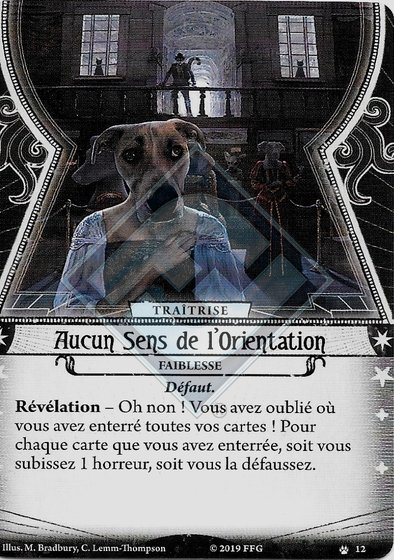 TRAÎTRISE
Aucun Sens de l'Orientation
FAIBLESSE
Défaut.
Révélation – Oh non ! Vous avez oublié où
vous avez enterré toutes vos cartes ! Pour
chaque carte que vous avez enterrée, soit vous
subissez 1 horreur, soit vous la défaussez.
Illus. M. Bradbury, C. Lemm-Thompson © 2019 FFG 12